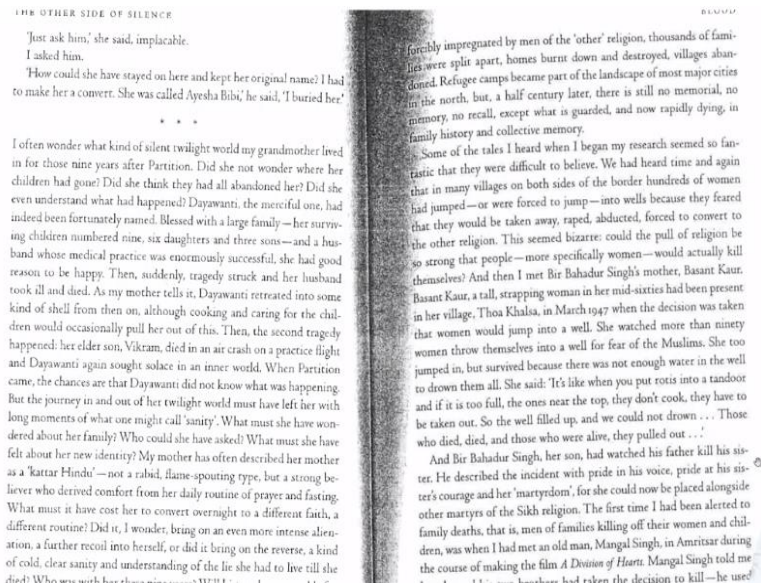 THE OTHER SIDE OF SILENCE
'Just ask him,' she said, implacable.
I asked him.
'How could she have stayed on here and kept her original name? I had
to make her a convert. She was called Ayesha Bibi,' he said, 'I buried her.'
* * *
I often wonder what kind of silent twilight world my grandmother lived
in for those nine years after Partition. Did she not wonder where her
children had gone? Did she think they had all abandoned her? Did she
even understand what had happened? Dayawanti, the merciful one, had
indeed been fortunately named. Blessed with a large family—her surviv-
ing children numbered nine, six daughters and three sons—and a hus-
band whose medical practice was enormously successful, she had good
reason to be happy. Then, suddenly, tragedy struck and her husband
took ill and died. As my mother tells it, Dayawanti retreated into some
kind of shell from then on, although cooking and caring for the chil-
dren would occasionally pull her out of this. Then, the second tragedy
happened: her elder son, Vikram, died in an air crash on a practice flight
and Dayawanti again sought solace in an inner world. When Partition
came, the chances are that Dayawanti did not know what was happening.
But the journey in and out of her twilight world must have left her with
long moments of what one might call 'sanity'. What must she have won-
dered about her family? Who could she have asked? What must she have
felt about her new identity? My mother has often described her mother
as a 'kattar Hindu'—not a rabid, flame-spouting type, but a strong be-
liever who derived comfort from her daily routine of prayer and fasting.
What must it have cost her to convert overnight to a different faith, a
different routine? Did it, I wonder, bring on an even more intense alien-
ation, a further recoil into herself, or did it bring on the reverse, a kind
of cold, clear sanity and understanding of the lie she had to live till she
died? Who was with her these nine years?
BLOOD
forcibly impregnated by men of the 'other' religion, thousands of fami-
lies were split apart, homes burnt down and destroyed, villages aban-
doned. Refugee camps became part of the landscape of most major cities
in the north, but, a half century later, there is still no memorial, no
memory, no recall, except what is guarded, and now rapidly dying, in
family history and collective memory.
Some of the tales I heard when I began my research seemed so fan-
tastic that they were difficult to believe. We had heard time and again
that in many villages on both sides of the border hundreds of women
had jumped—or were forced to jump—into wells because they feared
that they would be taken away, raped, abducted, forced to convert to
the other religion. This seemed bizarre: could the pull of religion be
so strong that people—more specifically women—would actually kill
themselves? And then I met Bir Bahadur Singh's mother, Basant Kaur.
Basant Kaur, a tall, strapping woman in her mid-sixties had been present
in her village, Thoa Khalsa, in March 1947 when the decision was taken
that women would jump into a well. She watched more than ninety
women throw themselves into a well for fear of the Muslims. She too
jumped in, but survived because there was not enough water in the well
to drown them all. She said: 'It's like when you put rotis into a tandoor
and if it is too full, the ones near the top, they don't cook, they have to
be taken out. So the well filled up, and we could not drown . . . Those
who died, died, and those who were alive, they pulled out . . .'
And Bir Bahadur Singh, her son, had watched his father kill his sis-
ter. He described the incident with pride in his voice, pride at his sis-
ter's courage and her 'martyrdom', for she could now be placed alongside
other martyrs of the Sikh religion. The first time I had been alerted to
family deaths, that is, men of families killing off their women and chil-
dren, was when I had met an old man, Mangal Singh, in Amritsar during
the course of making the film A Division of Hearts. Mangal Singh told me
brothers had taken the decision to kill—he used